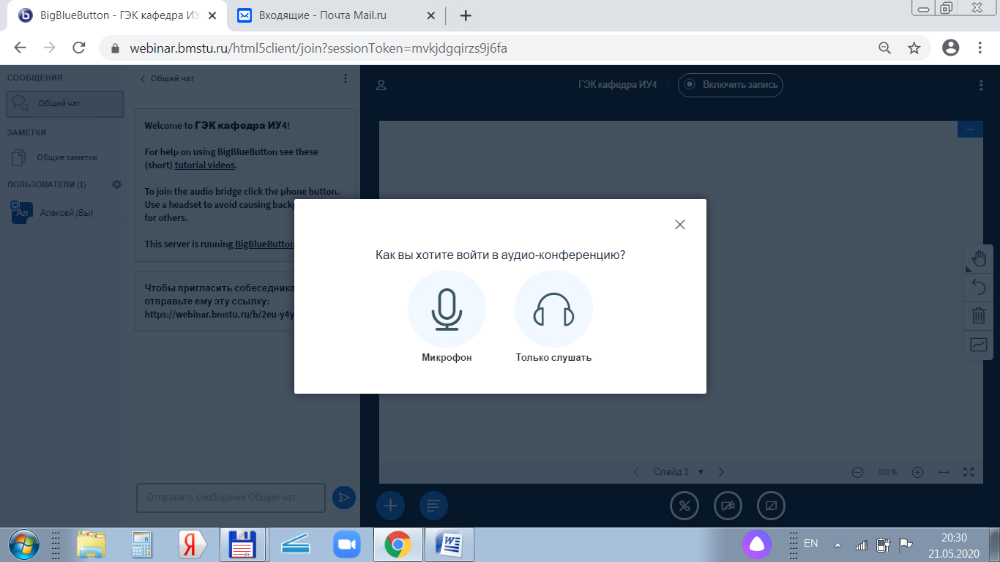 BigBlueButton - ГЭК кафедра ИУ
Входящие - Почта Mail.ru
webinar.bmstu.ru/html5client/join?sessionToken=mvkjdgqirzs9j6fa
СООБЩЕНИЯ
Общий чат
ЗАМЕТКИ
Общие заметки
ПОЛЬЗОВАТЕЛИ (1)
Ал
Алексей (Вы)
Общий чат
Welcome to ГЭК кафедра ИУ4!
For help on using BigBlueButton see these
(short) tutorial videos.
To join the audio bridge click the phone button.
Use a headset to avoid causing
for others.
This server is running BigBlueButton
Чтобы пригласить собеседника
отправьте ему эту ссылку:
https://webinar.bmstu.ru/b/2eu-y4y
Отправить сообщение Общий чат
ГЭК кафедра ИУ4
Включить запись
Как вы хотите войти в аудио-конференцию?
Микрофон
Только слушать
Слайд 1
100 %
EN
20:30
21.05.2020